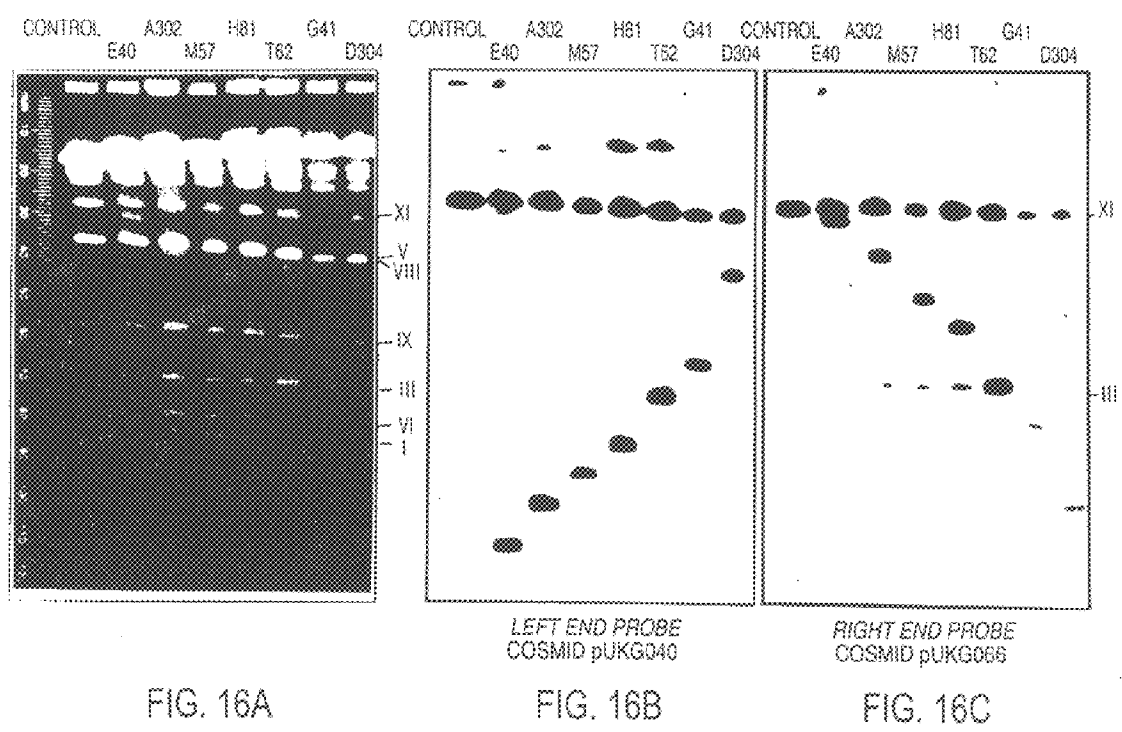 CONTROL A302 H81 G41
E40 M57 T62 D304
CONTROL A302 H81 G41
E40 M57 T62 D304
CONTROL A302 H81 G41
E40 M57 T62 D304
XI
V
VIII
IX
III
VI
I
XI
III
LEFT END PROBE
COSMID pUKG040
RIGHT END PROBE
COSMID pUKG066
FIG. 16A
FIG. 16B
FIG. 16C